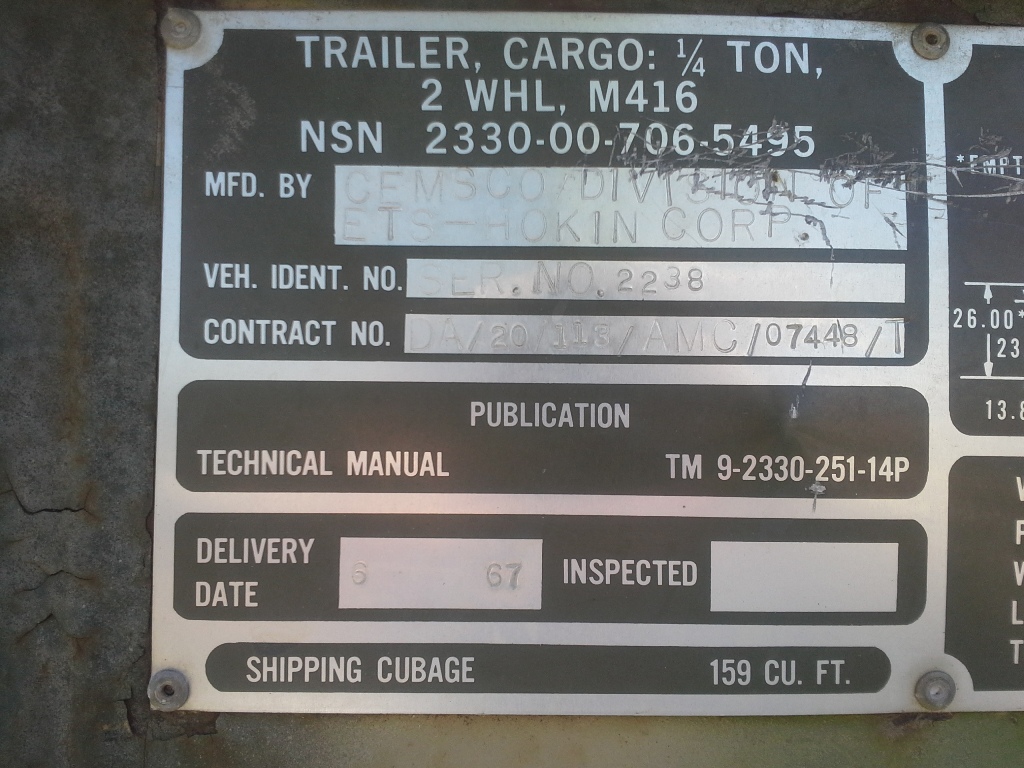 TRAILER, CARGO: ¼ TON,
2 WHL, M416
NSN 2330-00-706-5495
MFD. BY CEMSCO DIVISION OF
ETS-HOKIN CORP.
VEH. IDENT. NO. SER. NO. 2238
CONTRACT NO. DA/20/113/AMC/07448/T
PUBLICATION
TECHNICAL MANUAL TM 9-2330-251-14P
DELIVERY
DATE 6 67 INSPECTED
SHIPPING CUBAGE 159 CU. FT.
*EMPT
26.00*
23
13.8
W
F
W
L
T